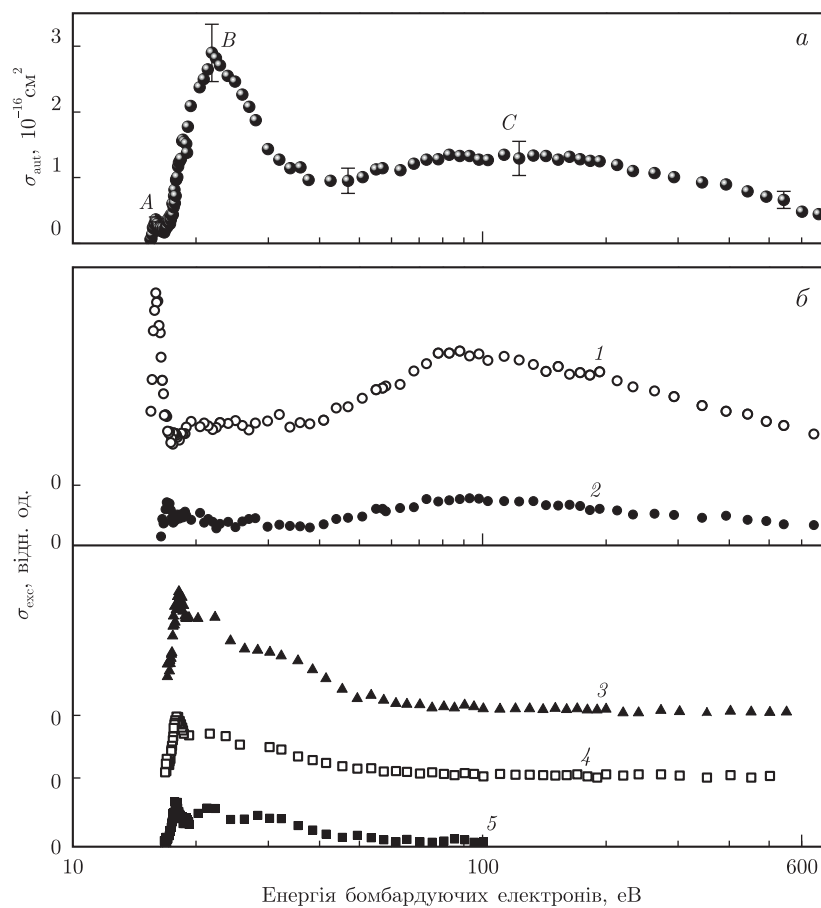 3
2
1
0
σaut, 10⁻¹⁶см²
A
B
C
а
б
1
0
2
0
σexc, відн. од.
3
0
4
0
5
0
10
100
600
Енергія бомбардуючих електронів, еВ